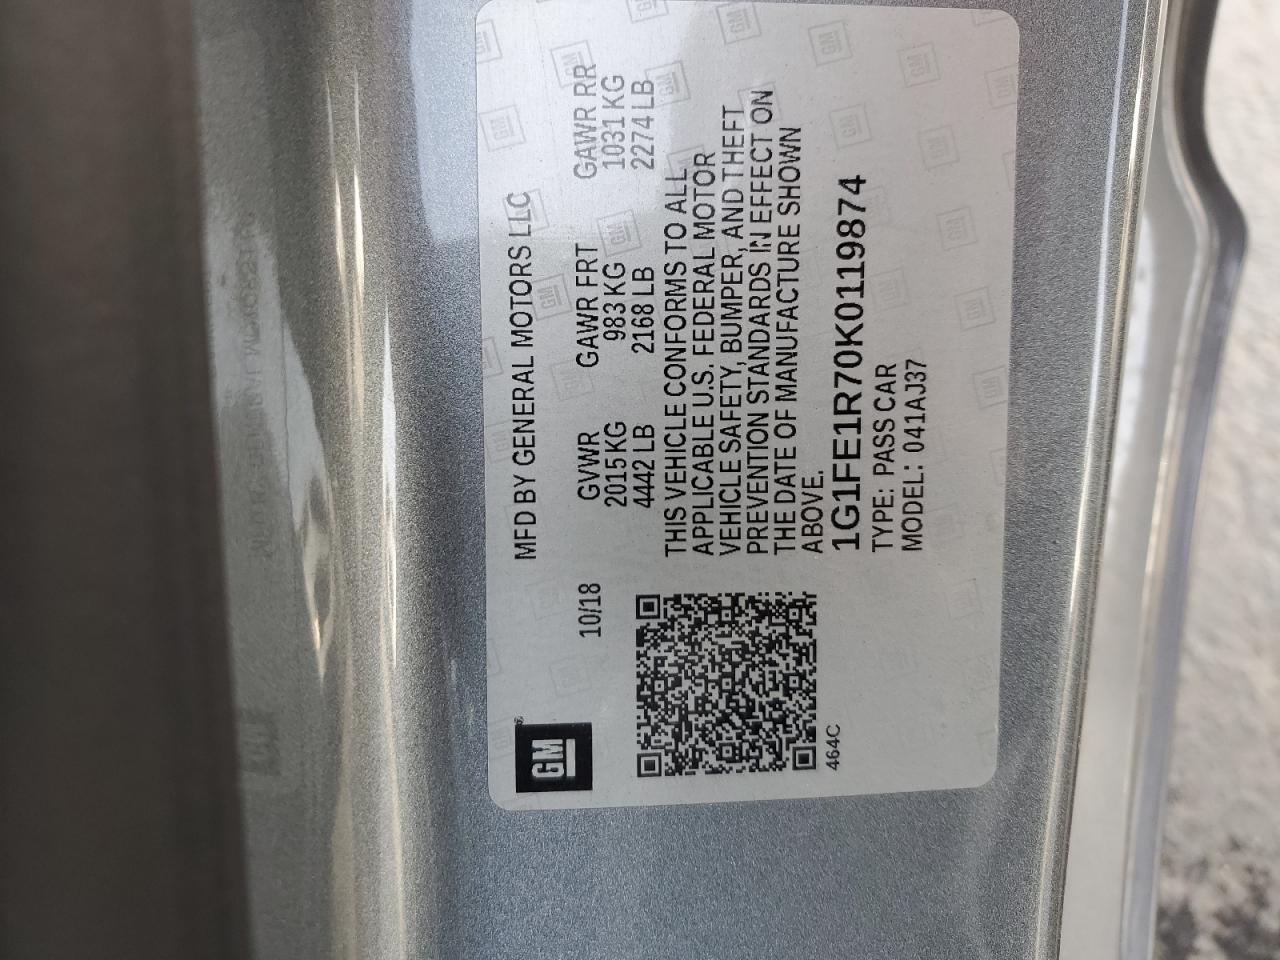 GM
10/18
464C
MFD BY GENERAL MOTORS LLC
GVWR GAWR FRT GAWR RR
2015 KG 983 KG 1031 KG
4442 LB 2168 LB 2274 LB
THIS VEHICLE CONFORMS TO ALL
APPLICABLE U.S. FEDERAL MOTOR
VEHICLE SAFETY, BUMPER, AND THEFT
PREVENTION STANDARDS IN EFFECT ON
THE DATE OF MANUFACTURE SHOWN
ABOVE.
1G1FE1R70K0119874
TYPE: PASS CAR
MODEL: 041AJ37